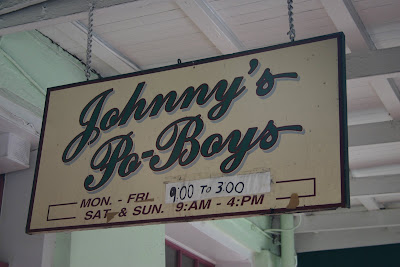 Johnny's
Po-Boys
MON. - FRI. 9:00 TO 3:00
SAT. & SUN. 9:AM - 4:PM